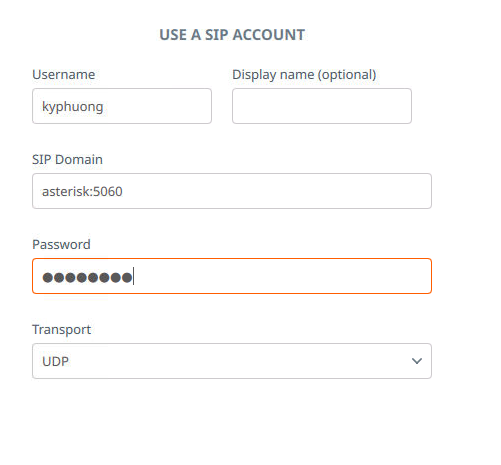 USE A SIP ACCOUNT
Username
Display name (optional)
kyphuong
SIP Domain
asterisk:5060
Password
●●●●●●●●
Transport
UDP